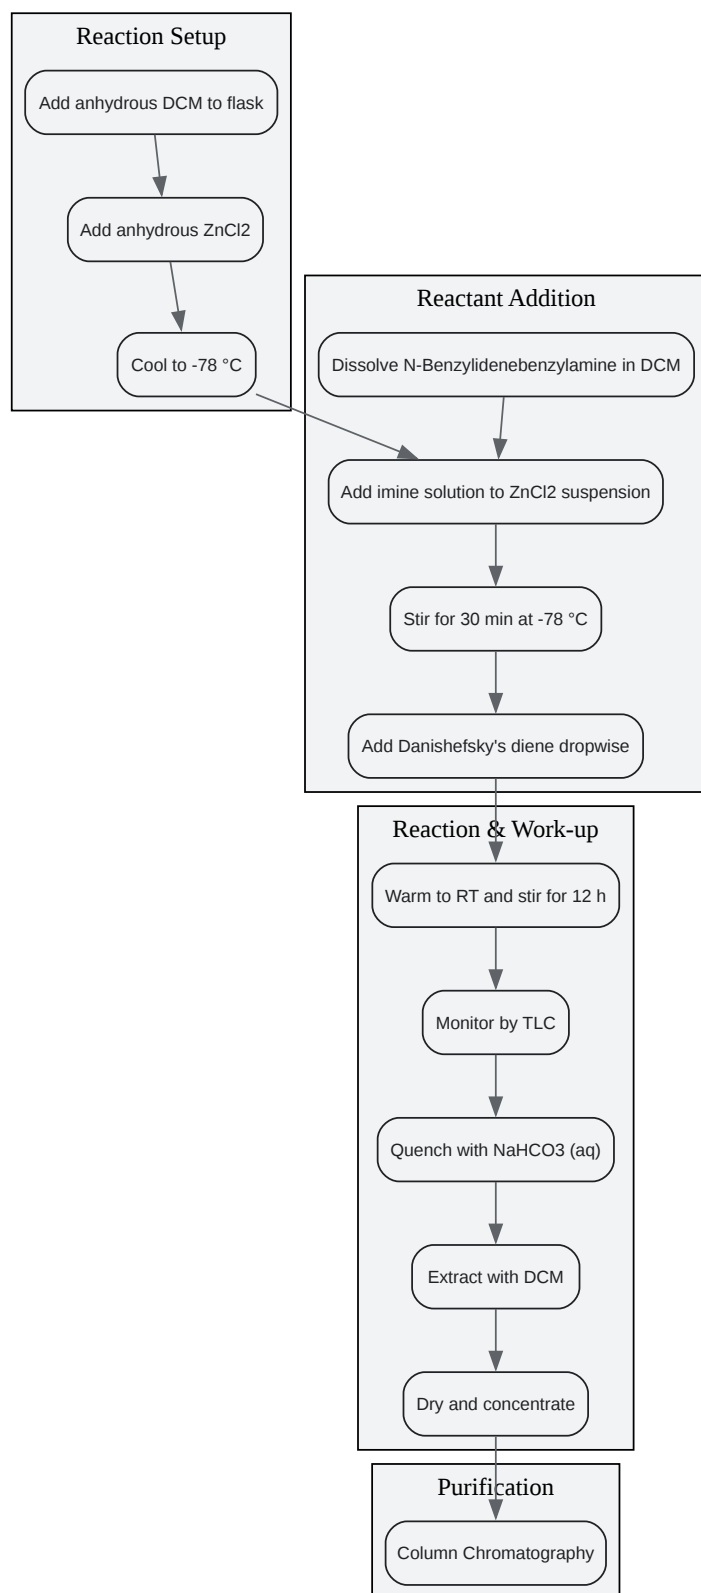 Reaction Setup
Add anhydrous DCM to flask
Add anhydrous ZnCl2
Cool to -78 °C
Reactant Addition
Dissolve N-Benzylidenebenzylamine in DCM
Add imine solution to ZnCl2 suspension
Stir for 30 min at -78 °C
Add Danishefsky's diene dropwise
Reaction & Work-up
Warm to RT and stir for 12 h
Monitor by TLC
Quench with NaHCO3 (aq)
Extract with DCM
Dry and concentrate
Purification
Column Chromatography